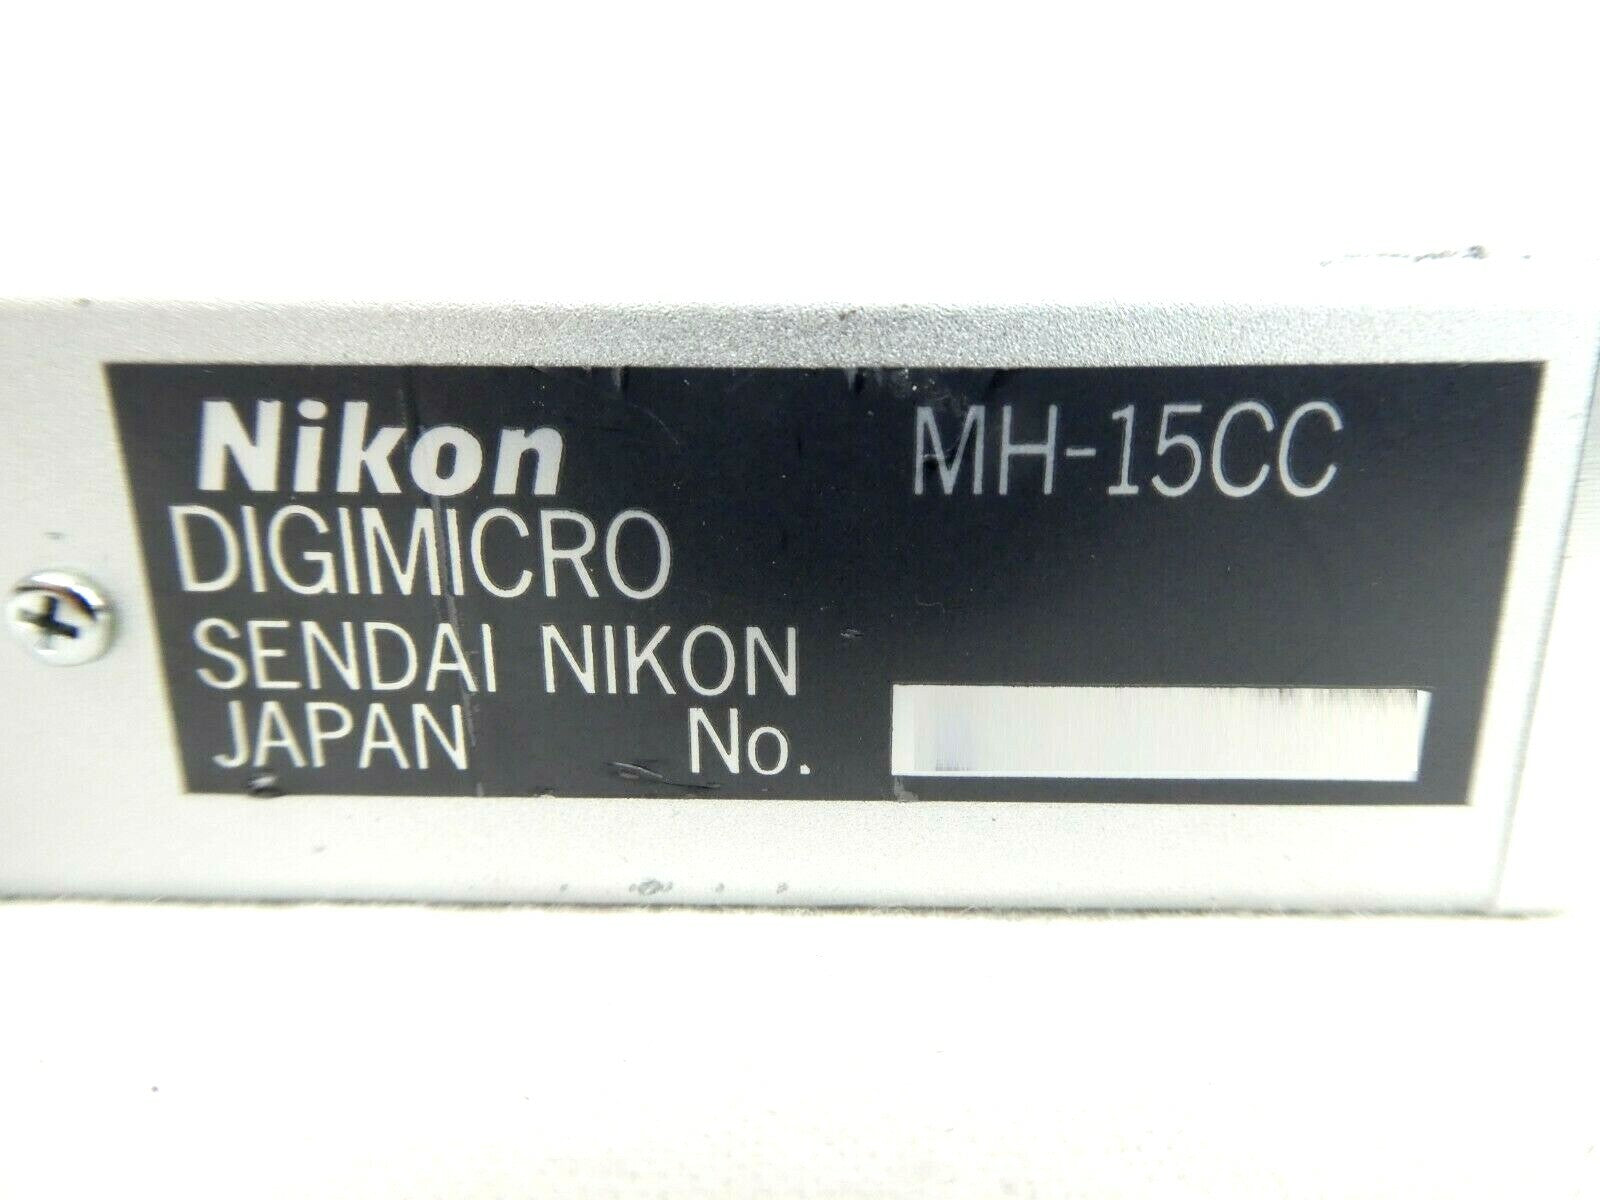 Nikon MH-15CC
DIGIMICRO
SENDAI NIKON
JAPAN No.